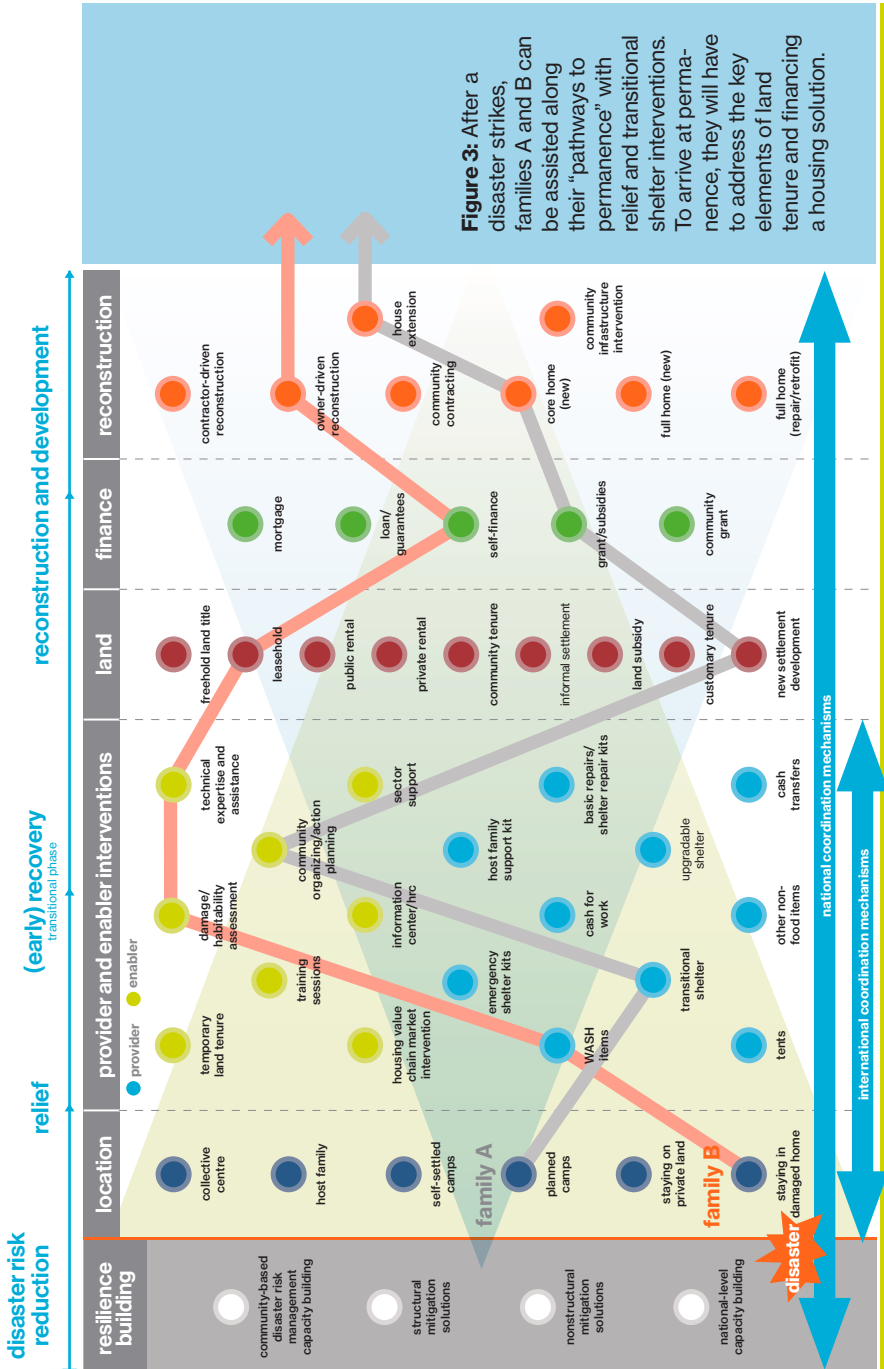 disaster risk
reduction
relief
(early) recovery
transitional phase
reconstruction and development
resilience
building
location
provider and enabler interventions
land
finance
reconstruction
provider
enabler
community-based
disaster risk
management
capacity building
structural
mitigation
solutions
nonstructural
mitigation
solutions
national-level
capacity building
disaster
collective
centre
host family
self-settled
camps
family A
planned
camps
staying on
private land
family B
staying in
damaged home
temporary
land tenure
housing value
chain market
intervention
WASH
items
tents
training
sessions
emergency
shelter kits
transitional
shelter
damage/
habitability
assessment
information
center/hrc
cash for
work
other non-
food items
community
organizing/action
planning
host family
support kit
upgradable
shelter
technical
expertise and
assistance
sector
support
basic repairs/
shelter repair kits
cash
transfers
freehold land title
leasehold
public rental
private rental
community tenure
informal settlement
land subsidy
customary tenure
new settlement
development
mortgage
loan/
guarantees
self-finance
grant/subsidies
community
grant
contractor-driven
reconstruction
owner-driven
reconstruction
community
contracting
core home
(new)
full home (new)
full home
(repair/retrofit)
house
extension
community
infastructure
intervention
national coordination mechanisms
international coordination mechanisms
Figure 3: After a
disaster strikes,
families A and B can
be assisted along
their “pathways to
permanence” with
relief and transitional
shelter interventions.
To arrive at perma-
nence, they will have
to address the key
elements of land
tenure and financing
a housing solution.